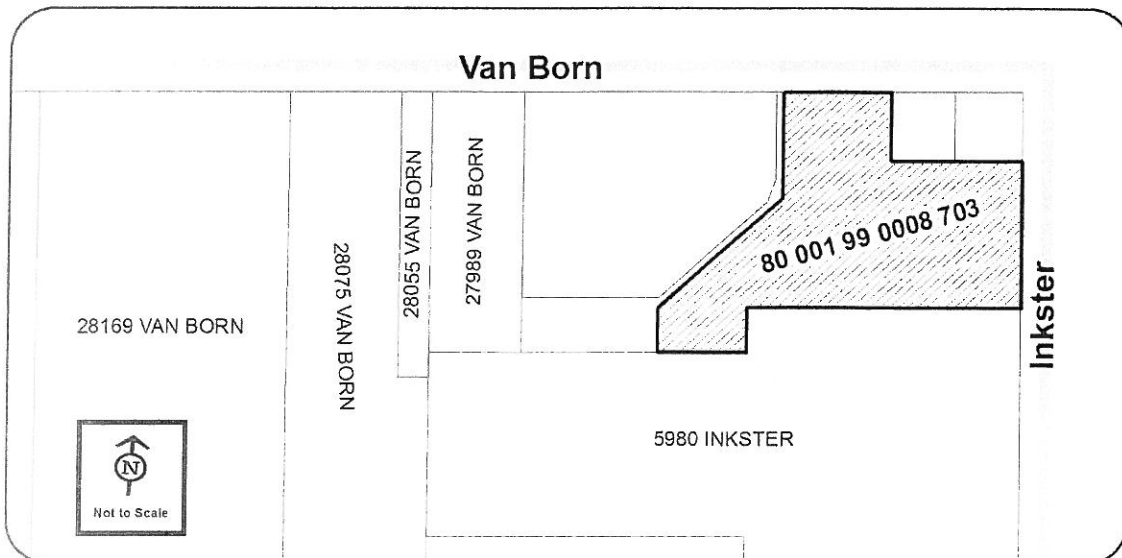 Van Born
28169 VAN BORN
28075 VAN BORN
28055 VAN BORN
27989 VAN BORN
80 001 99 0008 703
Inkster
5980 INKSTER
N
Not to Scale